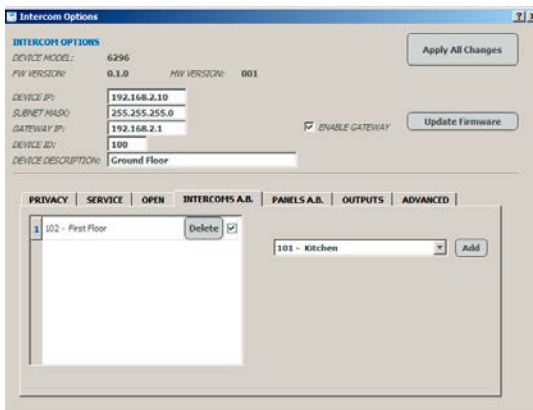 Intercom Options
INTERCOM OPTIONS
DEVICE MODEL: 6296
FW VERSION: 0.1.0 HW VERSION: 001
Apply All Changes
DEVICE IP: 192.168.2.10
SUBNET MASK: 255.255.255.0
GATEWAY IP: 192.168.2.1 ENABLE GATEWAY Update Firmware
DEVICE ID: 100
DEVICE DESCRIPTION: Ground Floor
PRIVACY SERVICE OPEN INTERCOMS A.B. PANELS A.B. OUTPUTS ADVANCED
1 102 - First Floor Delete
101 - Kitchen Add